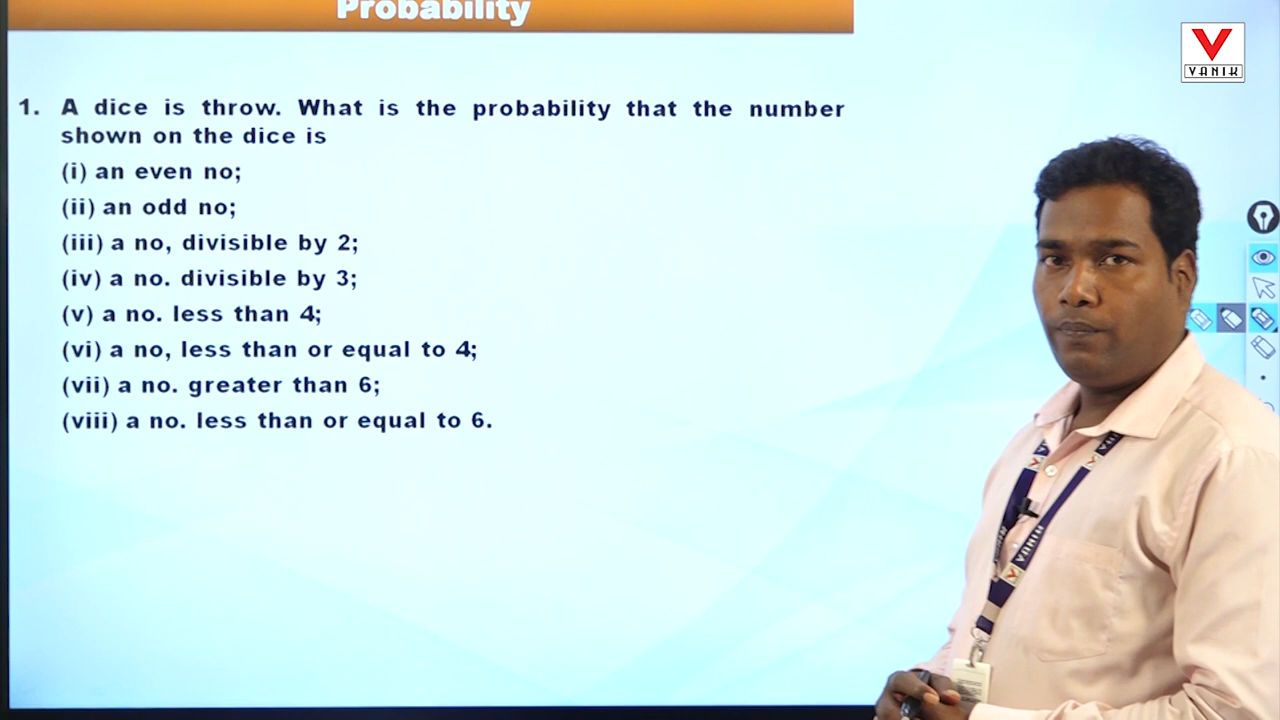 Probability
VANIK
1. A dice is throw. What is the probability that the number
shown on the dice is
(i) an even no;
(ii) an odd no;
(iii) a no, divisible by 2;
(iv) a no. divisible by 3;
(v) a no. less than 4;
(vi) a no, less than or equal to 4;
(vii) a no. greater than 6;
(viii) a no. less than or equal to 6.
VANIK